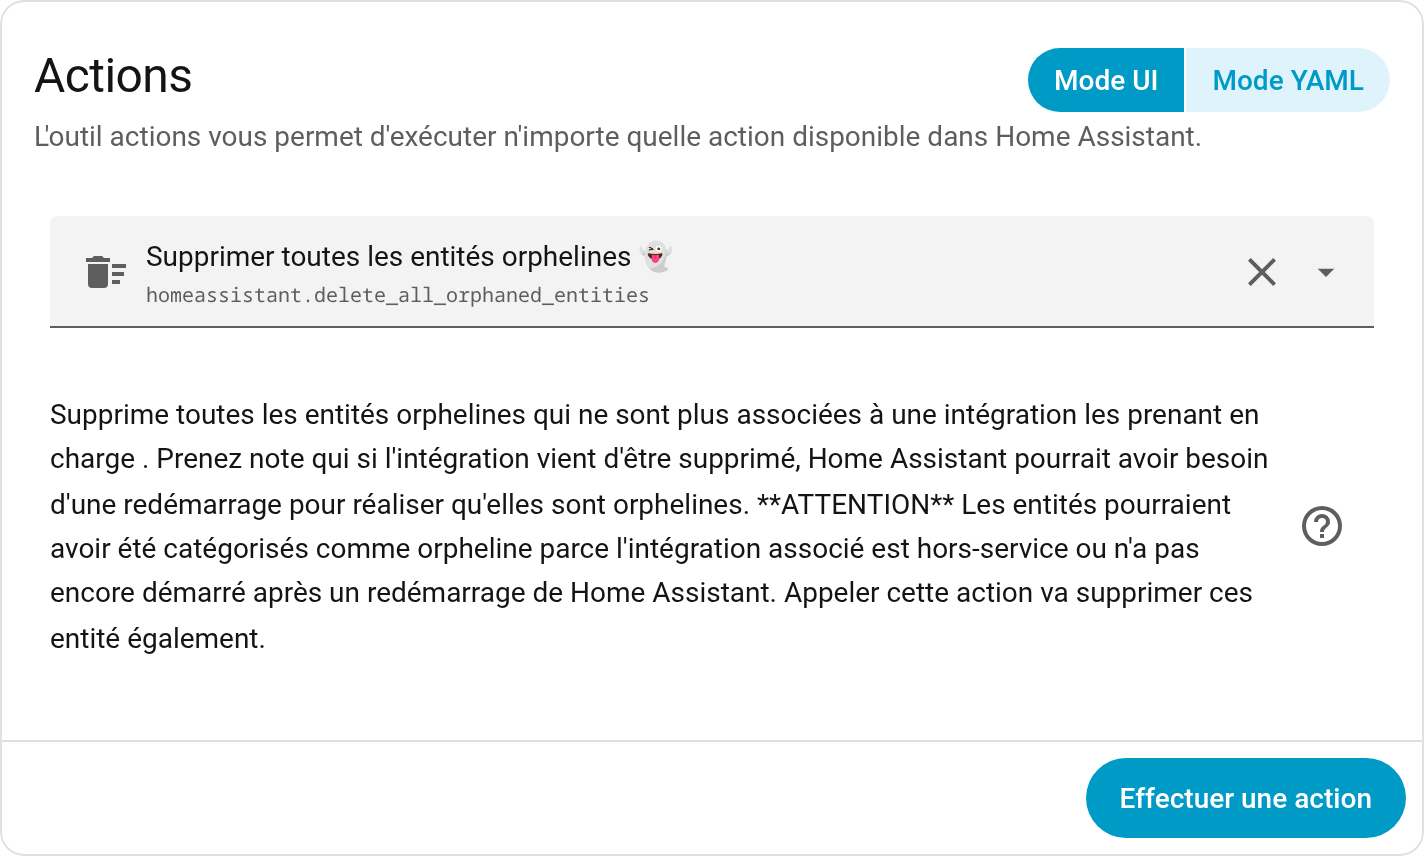 Actions
Mode UI
Mode YAML
L'outil actions vous permet d'exécuter n'importe quelle action disponible dans Home Assistant.
Supprimer toutes les entités orphelines 👻
homeassistant.delete_all_orphaned_entities
Supprime toutes les entités orphelines qui ne sont plus associées à une intégration les prenant en
charge . Prenez note qui si l'intégration vient d'être supprimé, Home Assistant pourrait avoir besoin
d'une redémarrage pour réaliser qu'elles sont orphelines. **ATTENTION** Les entités pourraient
avoir été catégorisés comme orpheline parce l'intégration associé est hors-service ou n'a pas
encore démarré après un redémarrage de Home Assistant. Appeler cette action va supprimer ces
entité également.
Effectuer une action